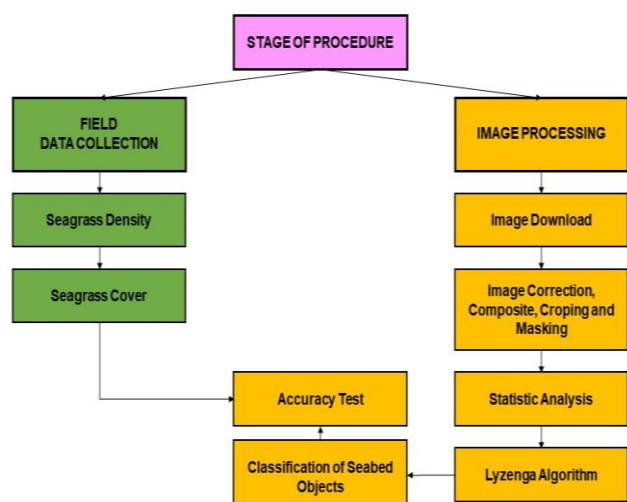 STAGE OF PROCEDURE
FIELD
DATA COLLECTION
Seagrass Density
Seagrass Cover
IMAGE PROCESSING
Image Download
Image Correction,
Composite, Croping and
Masking
Statistic Analysis
Lyzenga Algorithm
Classification of Seabed
Objects
Accuracy Test